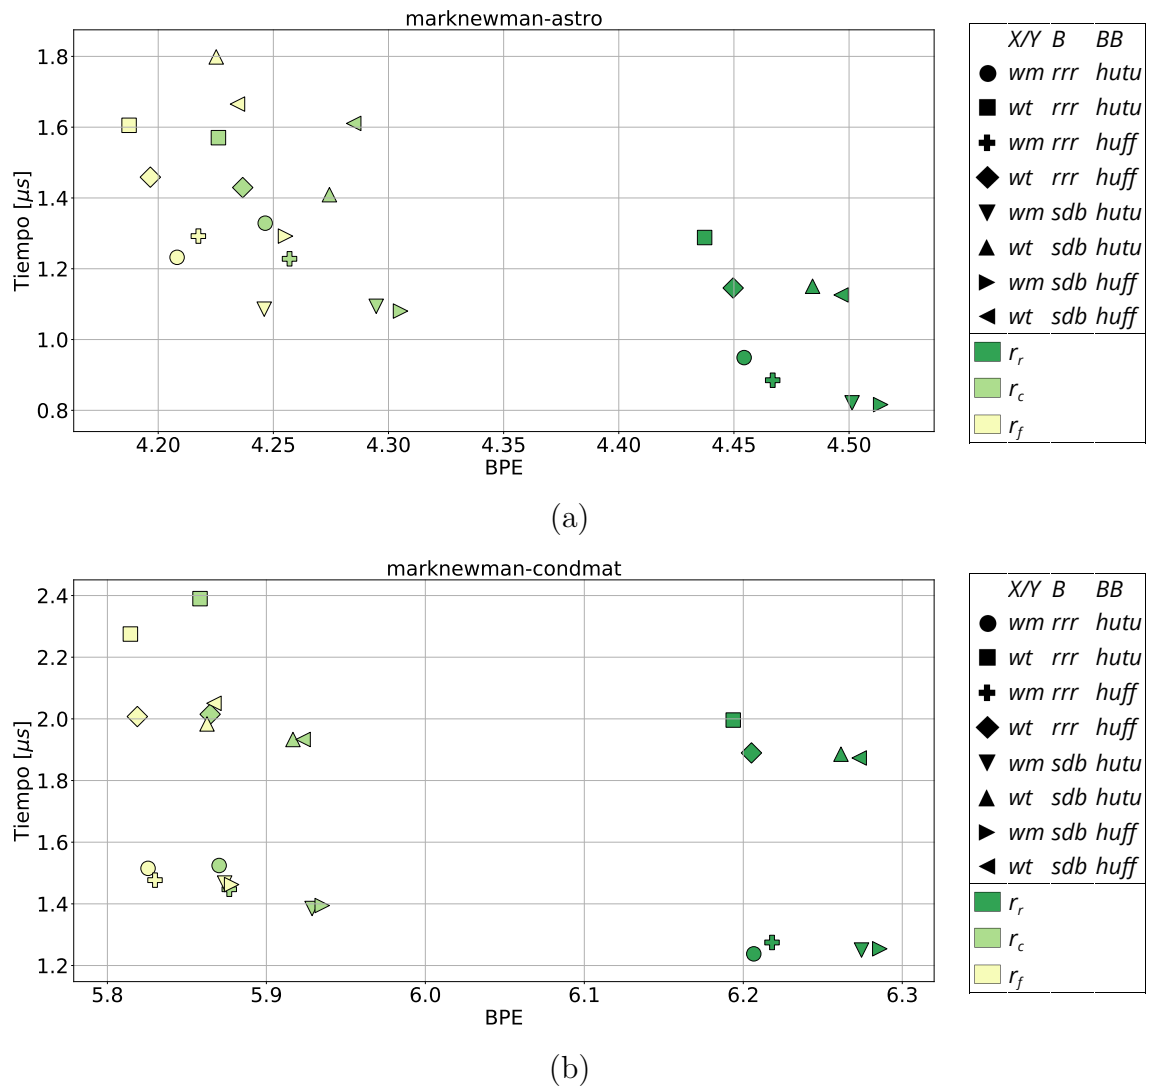 marknewman-astro
1.8
1.6
1.4
1.2
1.0
0.8
Tiempo [μs]
4.20 4.25 4.30 4.35 4.40 4.45 4.50
BPE
X/Y B BB
wm rrr hutu
wt rrr hutu
wm rrr huff
wt rrr huff
wm sdb hutu
wt sdb hutu
wm sdb huff
wt sdb huff
r_r
r_c
r_f
(a)
marknewman-condmat
2.4
2.2
2.0
1.8
1.6
1.4
1.2
Tiempo [μs]
5.8 5.9 6.0 6.1 6.2 6.3
BPE
X/Y B BB
wm rrr hutu
wt rrr hutu
wm rrr huff
wt rrr huff
wm sdb hutu
wt sdb hutu
wm sdb huff
wt sdb huff
r_r
r_c
r_f
(b)